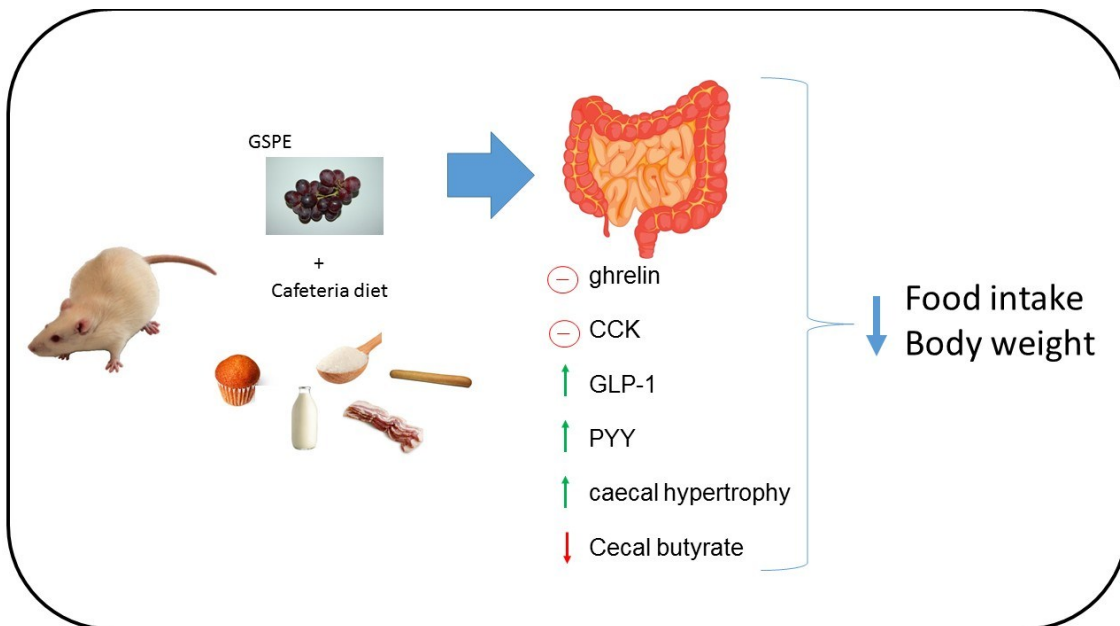 GSPE
+
Cafeteria diet
ghrelin
CCK
GLP-1
PYY
caecal hypertrophy
Cecal butyrate
Food intake
Body weight